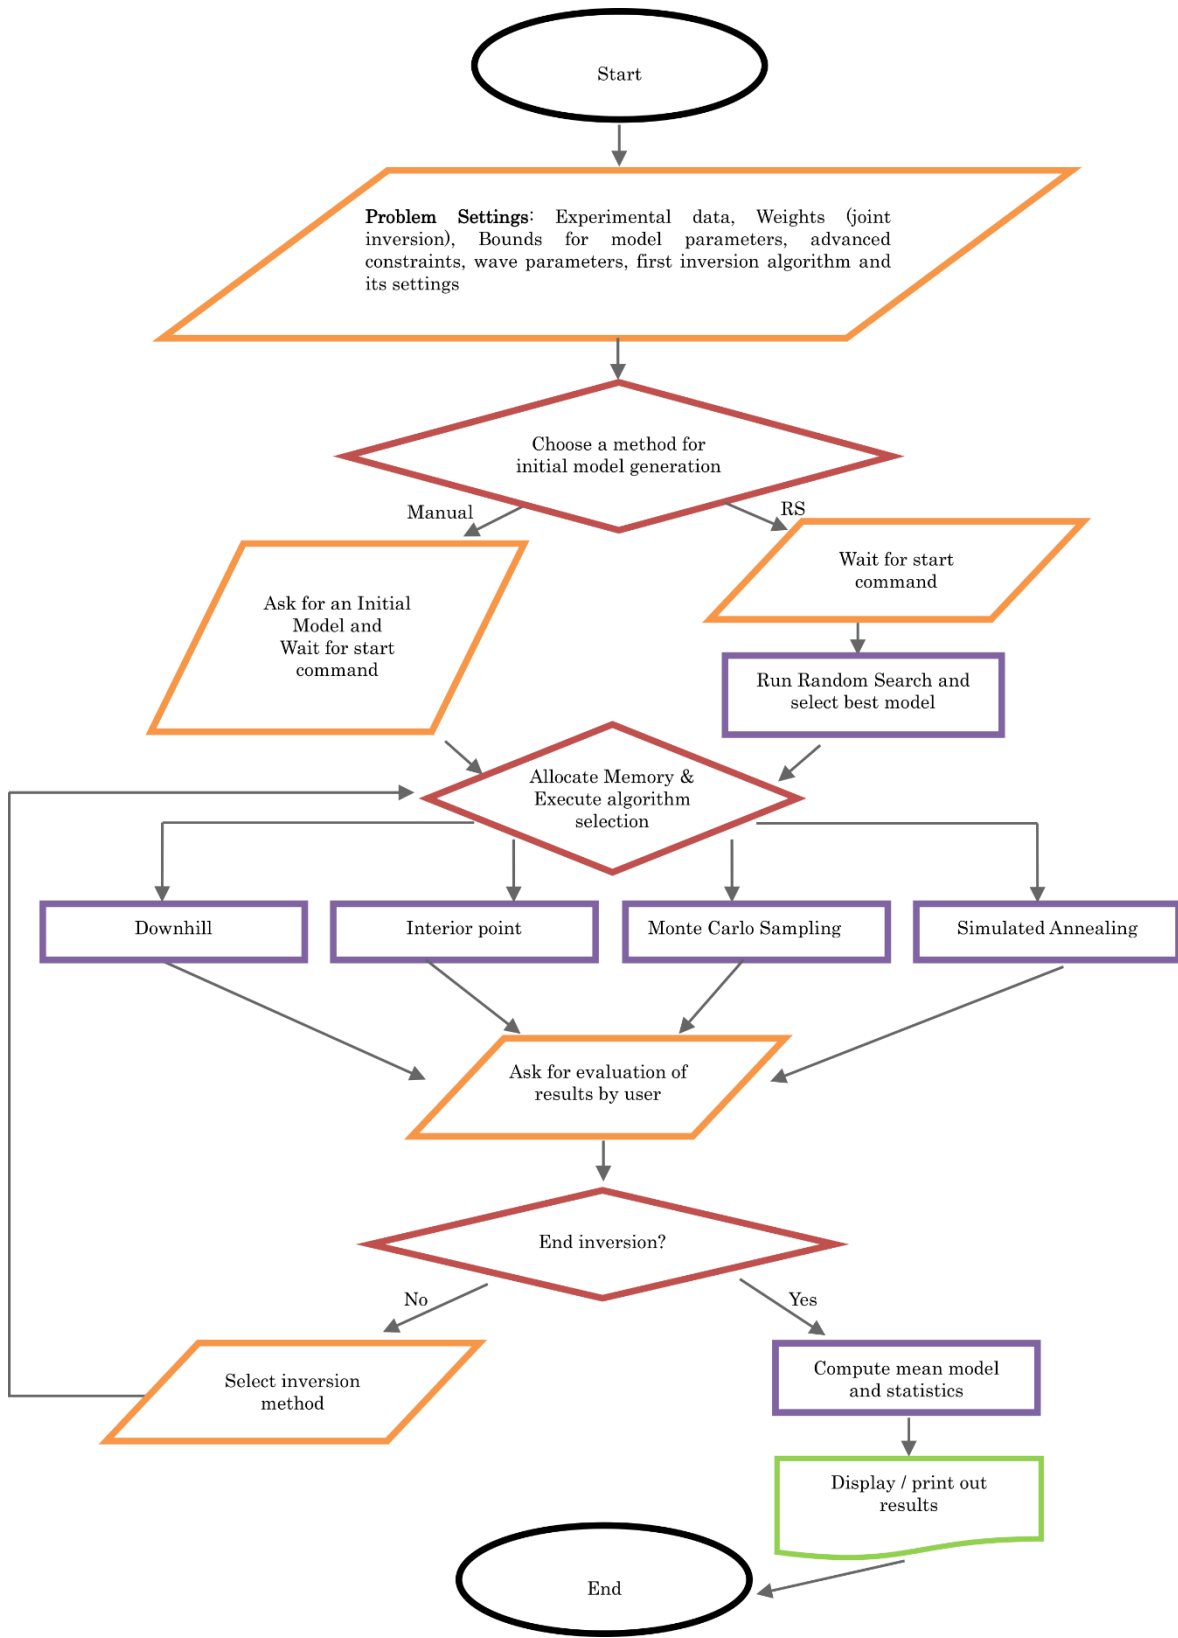 Start
Problem Settings: Experimental data, Weights (joint
inversion), Bounds for model parameters, advanced
constraints, wave parameters, first inversion algorithm and
its settings
Choose a method for
initial model generation
Manual
RS
Wait for start
command
Ask for an Initial
Model and
Wait for start
command
Run Random Search and
select best model
Allocate Memory &
Execute algorithm
selection
Downhill
Interior point
Monte Carlo Sampling
Simulated Annealing
Ask for evaluation of
results by user
End inversion?
No
Yes
Select inversion
method
Compute mean model
and statistics
Display / print out
results
End